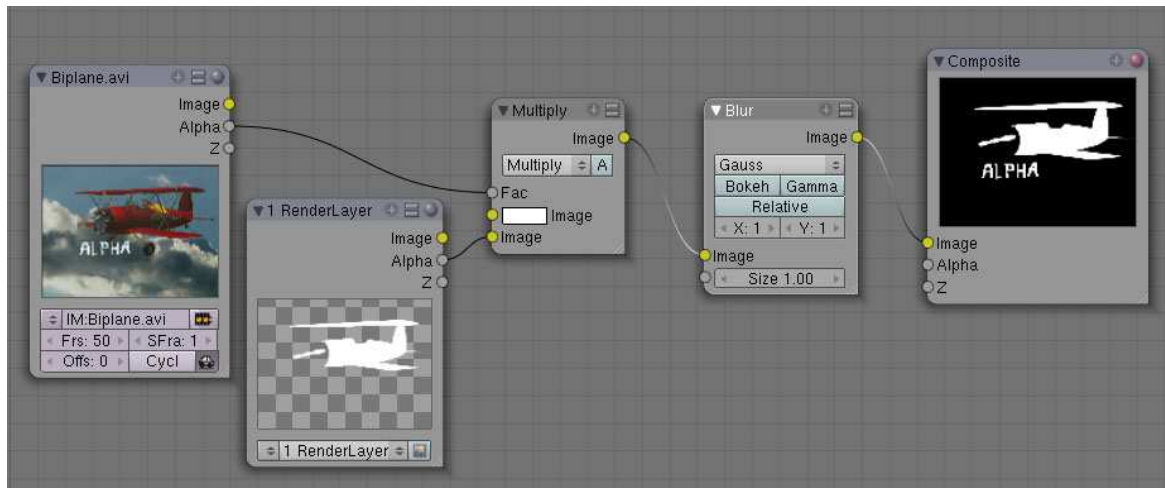 Biplane.avi
Image
Alpha
Z
ALPHA
IM:Biplane.avi
Frs: 50 SFra: 1
Offs: 0 Cycl
1 RenderLayer
Image
Alpha
Z
1 RenderLayer
Multiply
Image
Multiply A
Fac
Image
Image
Blur
Image
Gauss
Bokeh Gamma
Relative
X: 1 Y: 1
Image
Size 1.00
Composite
ALPHA
Image
Alpha
Z